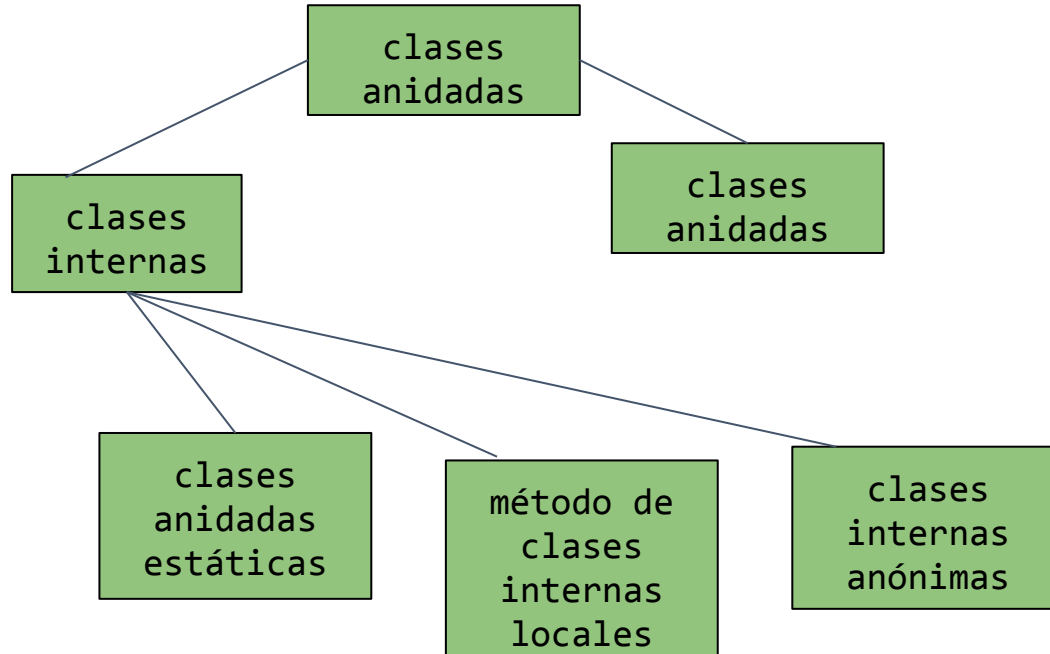 clases
anidadas
clases
anidadas
clases
internas
clases
anidadas
estáticas
método de
clases
internas
locales
clases
internas
anónimas